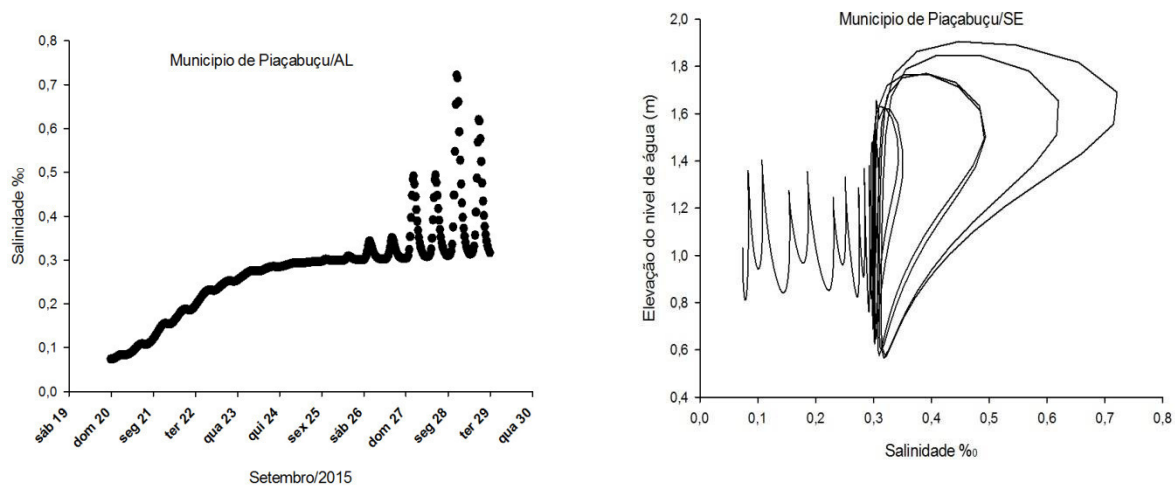 Municipio de Piaçabuçu/AL
Salinidade ‰
0,8
0,7
0,6
0,5
0,4
0,3
0,2
0,1
0,0
sáb 19
dom 20
seg 21
ter 22
qua 23
qui 24
sex 25
sáb 26
dom 27
seg 28
ter 29
qua 30
Setembro/2015
Municipio de Piaçabuçu/SE
Elevação do nivel de água (m)
2,0
1,8
1,6
1,4
1,2
1,0
0,8
0,6
0,4
0,0 0,1 0,2 0,3 0,4 0,5 0,6 0,7 0,8
Salinidade ‰